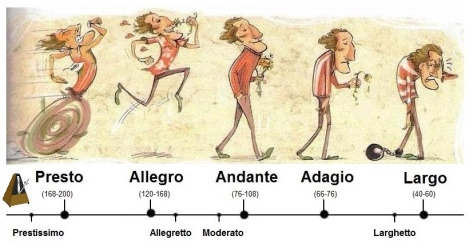 Presto Allegro Andante Adagio Largo
(168-200) (120-168) (76-108) (66-76) (40-60)
Prestissimo Allegretto Moderato Larghetto